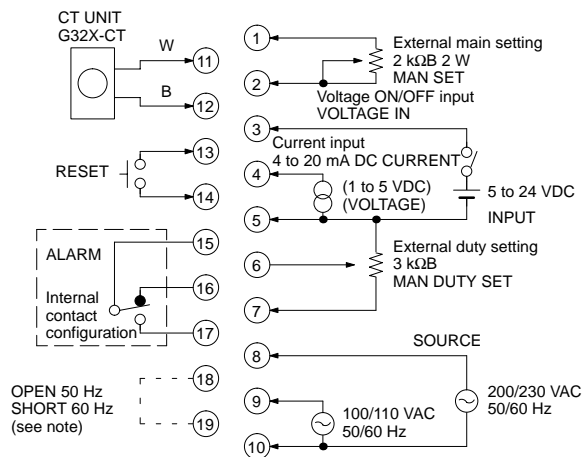 CT UNIT
G32X-CT
W
B
11
12
RESET
13
14
ALARM
Internal
contact
configuration
15
16
17
OPEN 50 Hz
SHORT 60 Hz
(see note)
18
19
1
2
External main setting
2 kΩB 2 W
MAN SET
Voltage ON/OFF input
VOLTAGE IN
3
Current input
4 to 20 mA DC CURRENT
4
(1 to 5 VDC)
(VOLTAGE)
5 to 24 VDC
INPUT
5
External duty setting
3 kΩB
MAN DUTY SET
6
7
SOURCE
8
200/230 VAC
50/60 Hz
9
100/110 VAC
50/60 Hz
10